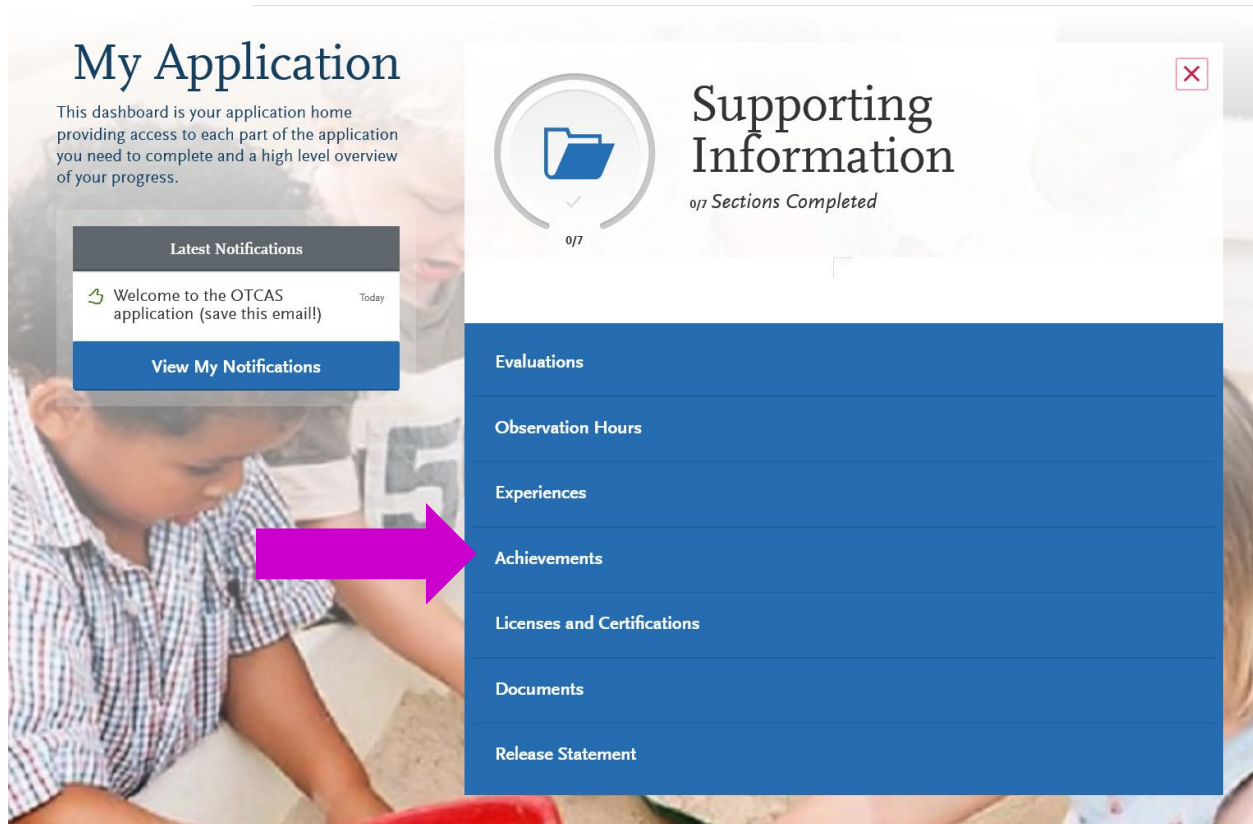 My Application
This dashboard is your application home
providing access to each part of the application
you need to complete and a high level overview
of your progress.
Latest Notifications
Welcome to the OTCAS
application (save this email!)
Today
View My Notifications
Supporting
Information
0/7 Sections Completed
0/7
Evaluations
Observation Hours
Experiences
Achievements
Licenses and Certifications
Documents
Release Statement
5